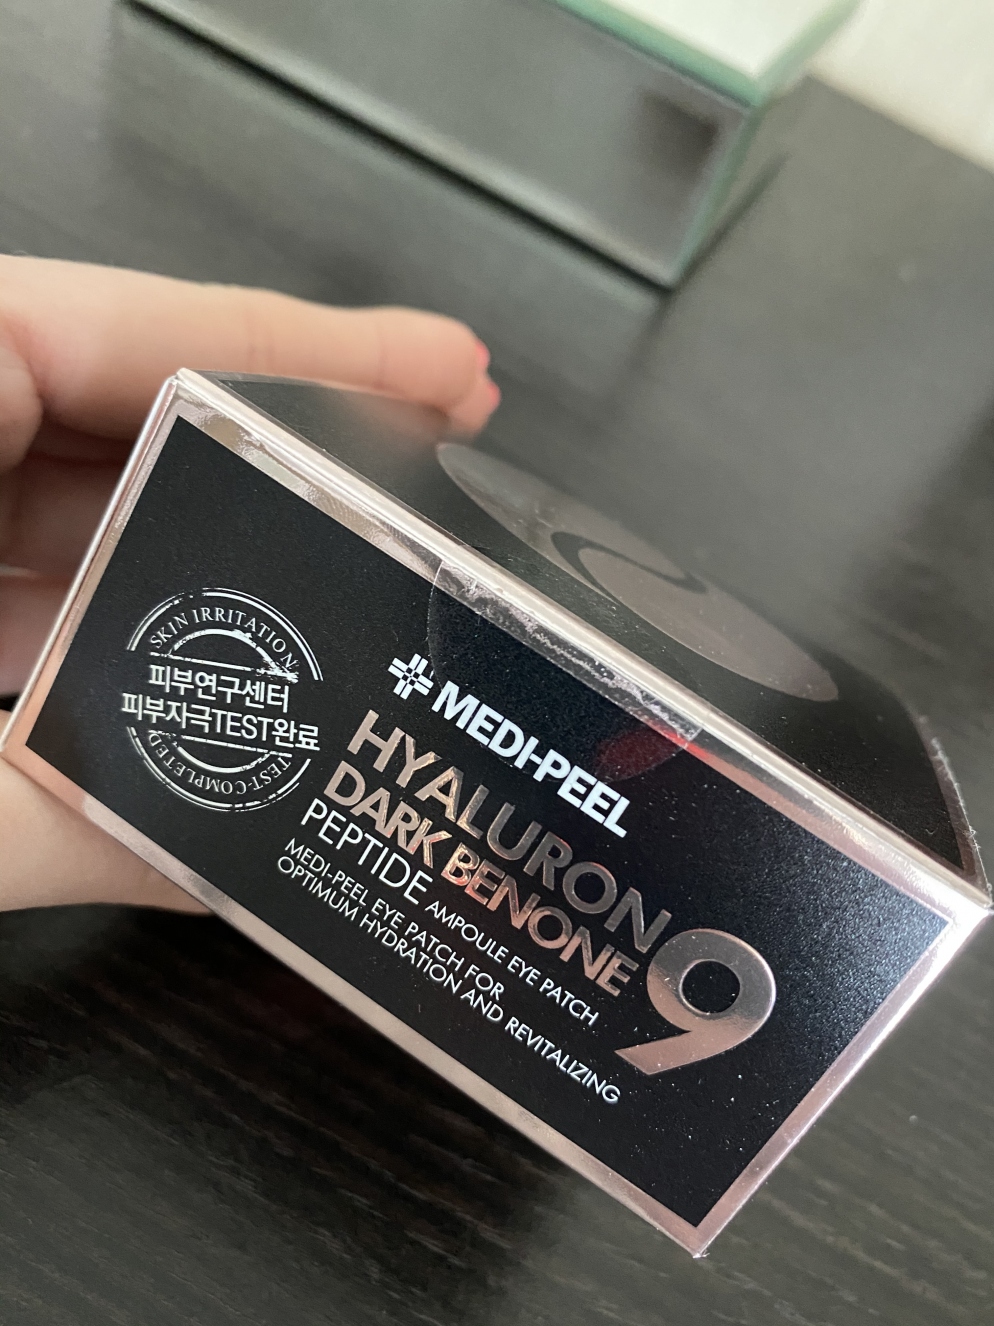 SKIN IRRITATION
피부연구센터
피부자극TEST완료
TEST-COMPLETED
MEDI-PEEL
HYALURON
DARK BENONE 9
PEPTIDE AMPOULE EYE PATCH
MEDI-PEEL EYE PATCH FOR
OPTIMUM HYDRATION AND REVITALIZING